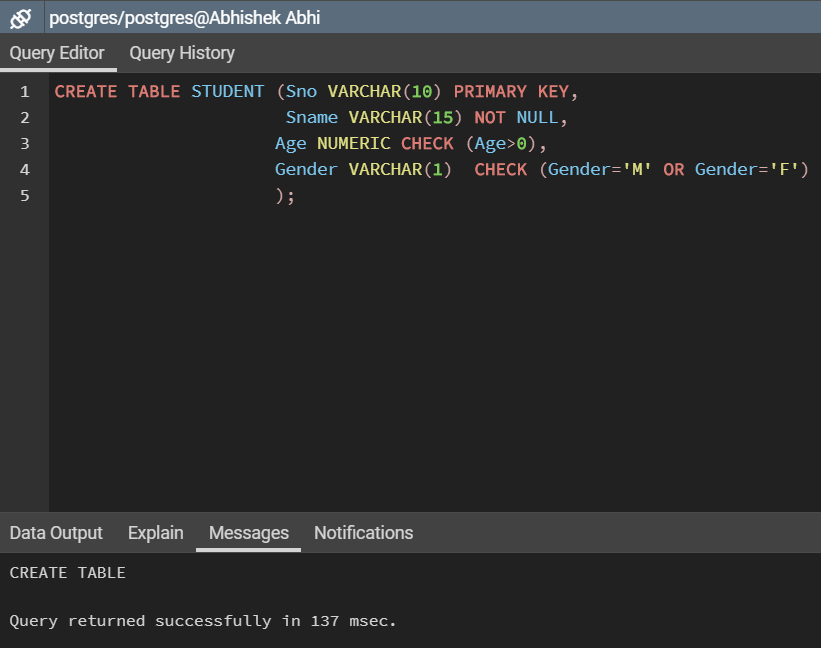 postgres/postgres@Abhishek Abhi
Query Editor Query History
1 CREATE TABLE STUDENT (Sno VARCHAR(10) PRIMARY KEY,
2 Sname VARCHAR(15) NOT NULL,
3 Age NUMERIC CHECK (Age>0),
4 Gender VARCHAR(1)  CHECK (Gender='M' OR Gender='F')
5 );
Data Output Explain Messages Notifications
CREATE TABLE
Query returned successfully in 137 msec.